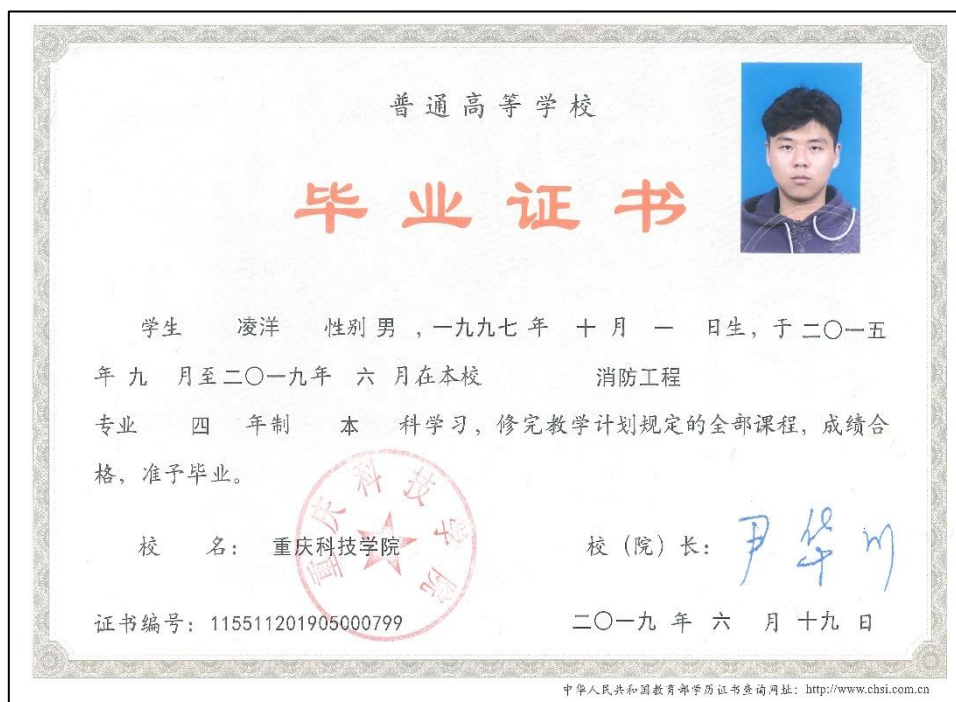 普通高等学校
毕业证书
学生 凌洋 性别 男 ,一九九七 年 十 月 一 日生, 于 二〇一五
年 九 月至 二〇一九年 六 月在本校 消防工程
专业 四 年制 本 科学习, 修完教学计划规定的全部课程, 成绩合
格, 准予毕业。
重庆科技学院
校 名: 重庆科技学院 校(院)长: 尹华川
证书编号: 115511201905000799 二〇一九 年 六 月 十九 日
中华人民共和国教育部学历证书查询网址: http://www.chsi.com.cn